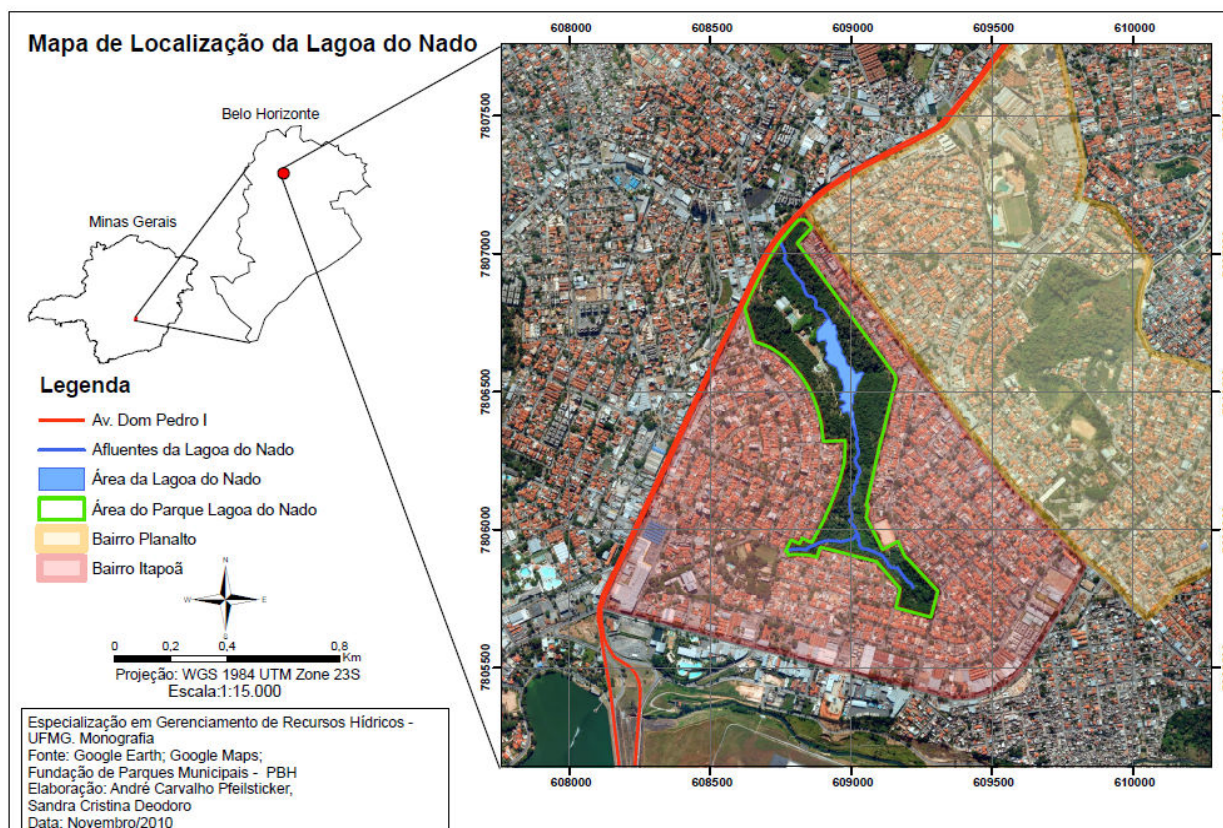 Mapa de Localização da Lagoa do Nado
Belo Horizonte
Minas Gerais
Legenda
Av. Dom Pedro I
Afluentes da Lagoa do Nado
Área da Lagoa do Nado
Área do Parque Lagoa do Nado
Bairro Planalto
Bairro Itapoã
N
W E
S
0 0,2 0,4 0,8
Km
Projeção: WGS 1984 UTM Zone 23S
Escala:1:15.000
Especialização em Gerenciamento de Recursos Hídricos -
UFMG. Monografia
Fonte: Google Earth; Google Maps;
Fundação de Parques Municipais - PBH
Elaboração: André Carvalho Pfeilsticker,
Sandra Cristina Deodoro
Data: Novembro/2010
608000 608500 609000 609500 610000
7807500
7807000
7806500
7806000
7805500
608000 608500 609000 609500 610000